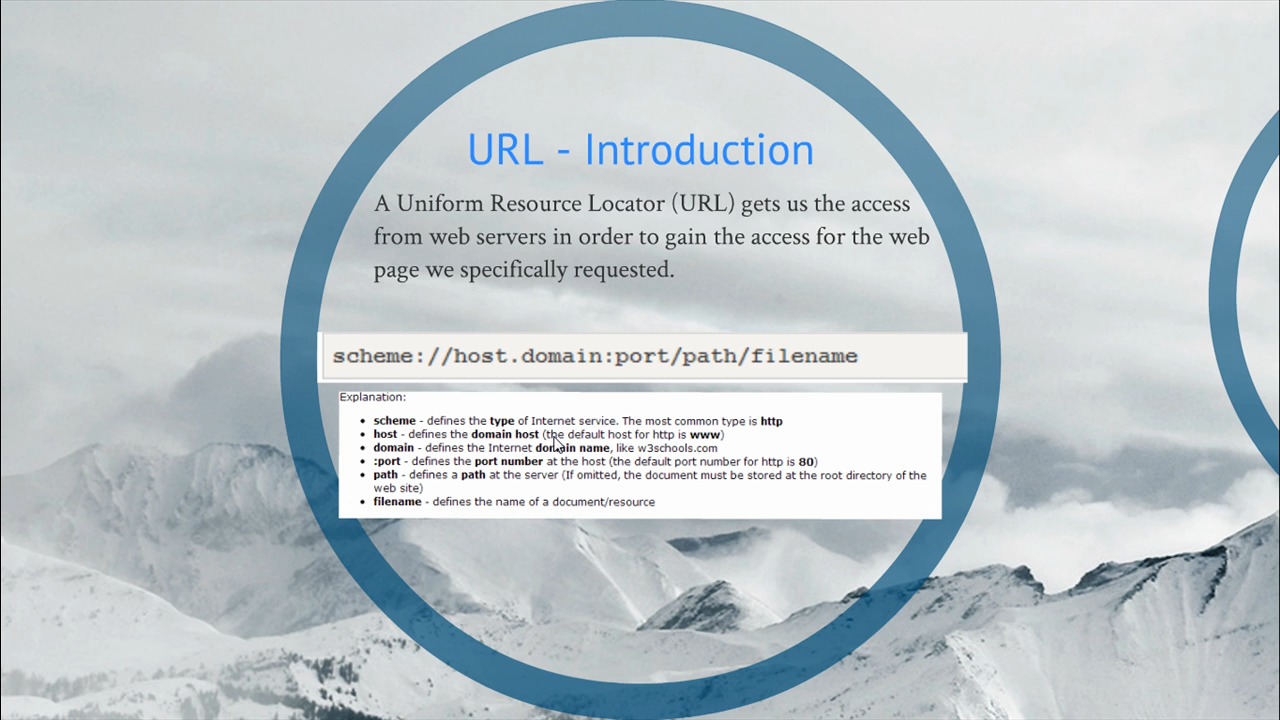 URL - Introduction
A Uniform Resource Locator (URL) gets us the access
from web servers in order to gain the access for the web
page we specifically requested.
scheme://host.domain:port/path/filename
Explanation:
• scheme - defines the type of Internet service. The most common type is http
• host - defines the domain host (the default host for http is www)
• domain - defines the Internet domain name, like w3schools.com
• :port - defines the port number at the host (the default port number for http is 80)
• path - defines a path at the server (If omitted, the document must be stored at the root directory of the
web site)
• filename - defines the name of a document/resource